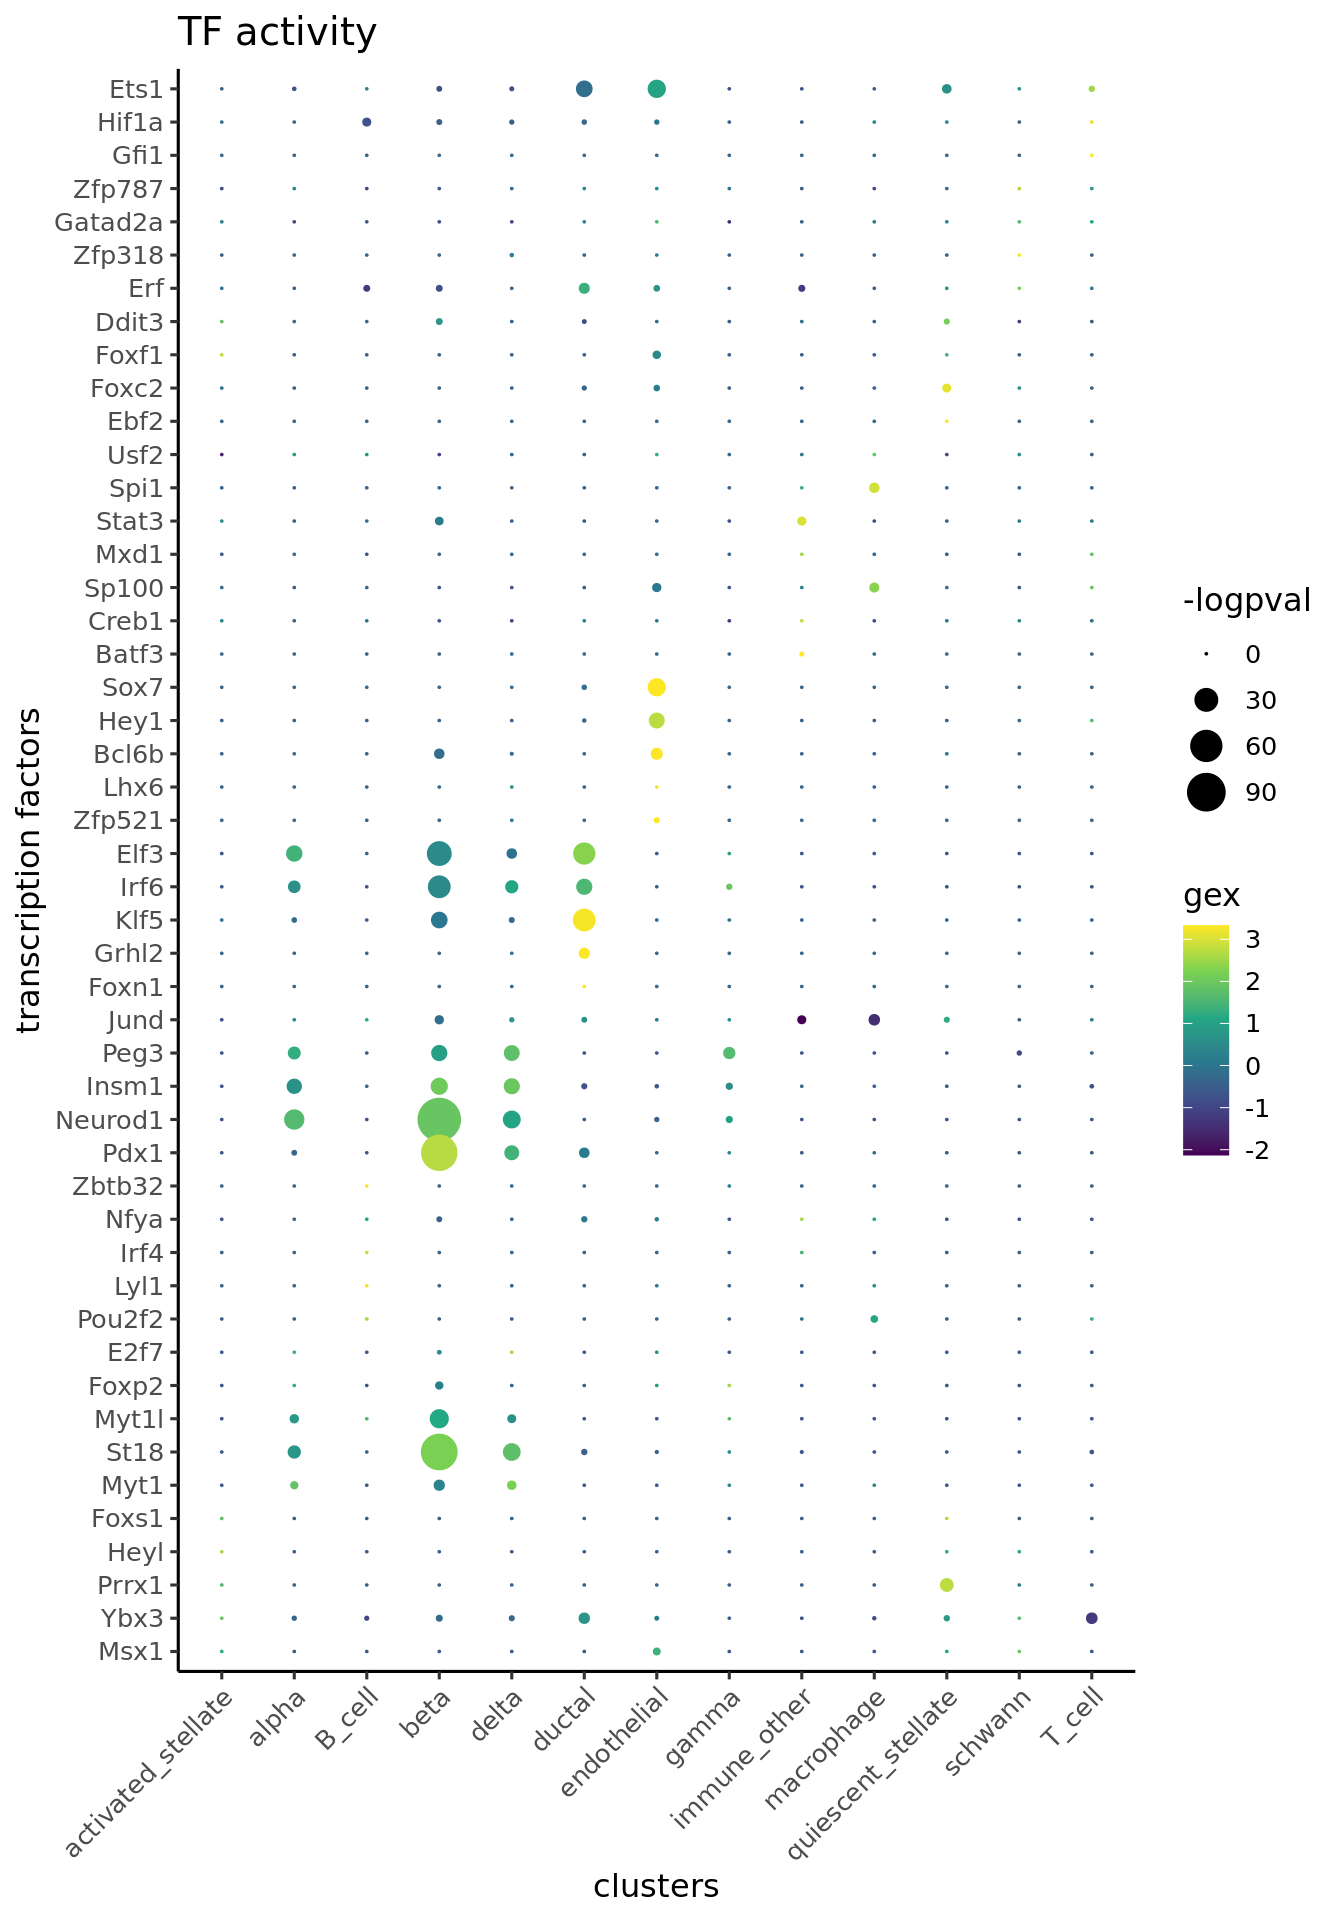 TF activity
transcription factors
Ets1
Hif1a
Gfi1
Zfp787
Gatad2a
Zfp318
Erf
Ddit3
Foxf1
Foxc2
Ebf2
Usf2
Spi1
Stat3
Mxd1
Sp100
Creb1
Batf3
Sox7
Hey1
Bcl6b
Lhx6
Zfp521
Elf3
Irf6
Klf5
Grhl2
Foxn1
Jund
Peg3
Insm1
Neurod1
Pdx1
Zbtb32
Nfya
Irf4
Lyl1
Pou2f2
E2f7
Foxp2
Myt1l
St18
Myt1
Foxs1
Heyl
Prrx1
Ybx3
Msx1
activated_stellate
alpha
B_cell
beta
delta
ductal
endothelial
gamma
immune_other
macrophage
quiescent_stellate
schwann
T_cell
clusters
-logpval
0
30
60
90
gex
3
2
1
0
-1
-2